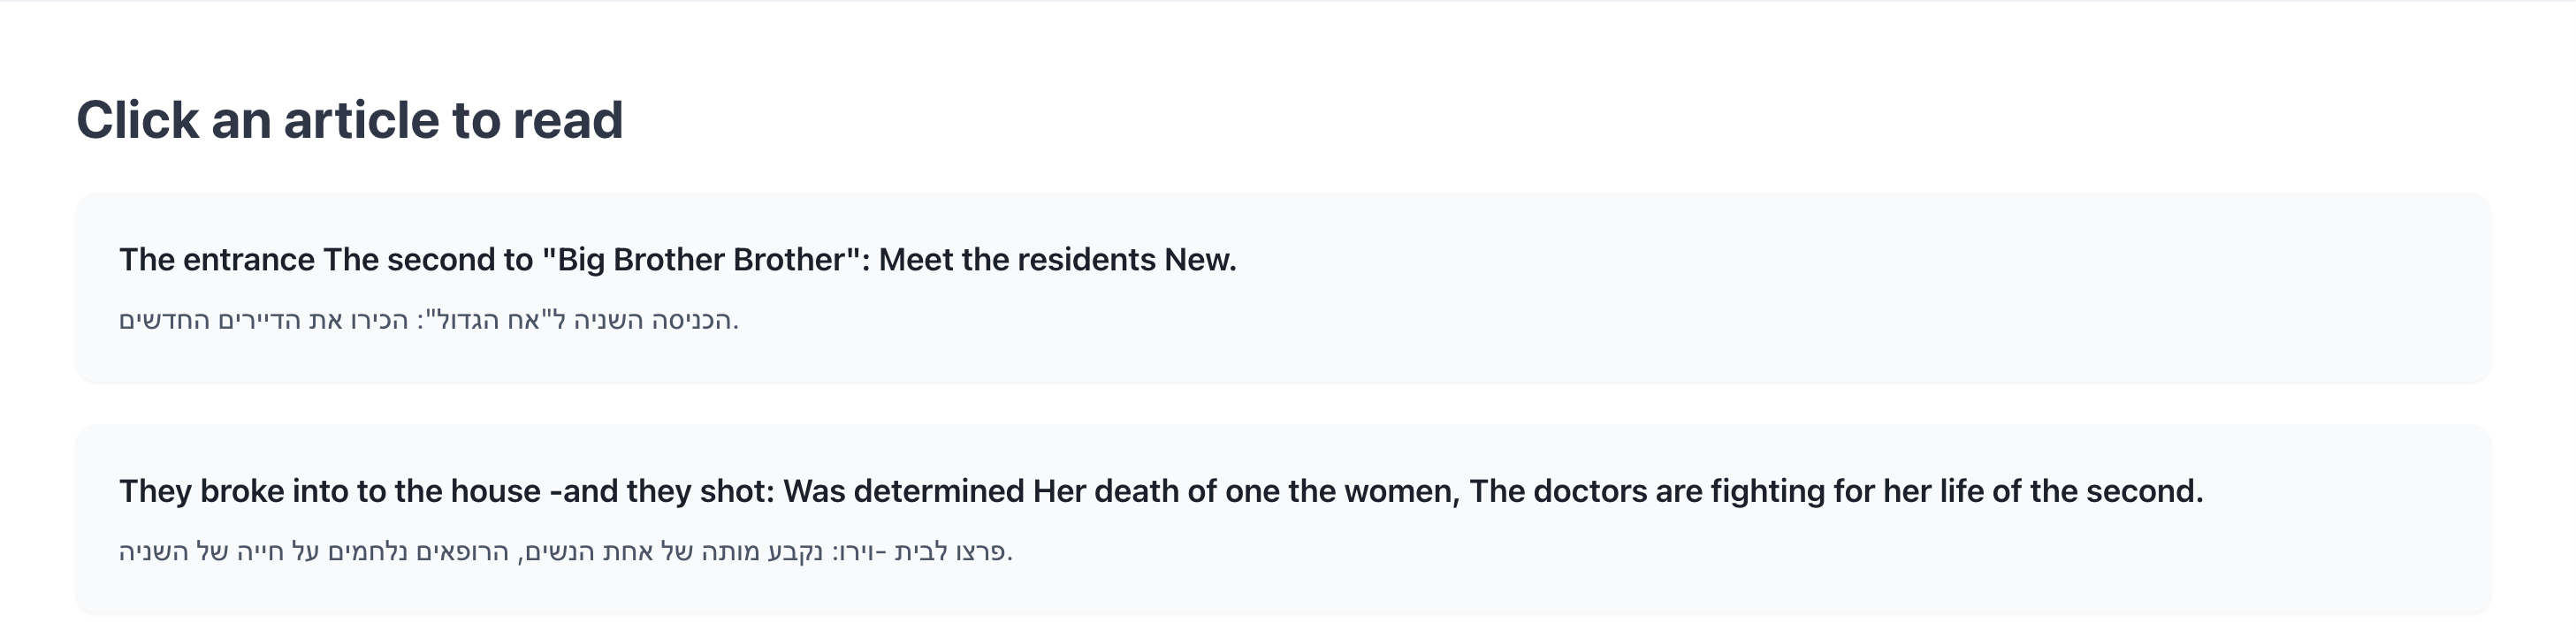 Click an article to read
The entrance The second to "Big Brother Brother": Meet the residents New.
הכניסה השניה ל"אח הגדול": הכירו את הדיירים החדשים.
They broke into to the house -and they shot: Was determined Her death of one the women, The doctors are fighting for her life of the second.
פרצו לבית -וירו: נקבע מותה של אחת הנשים, הרופאים נלחמים על חייה של השניה.